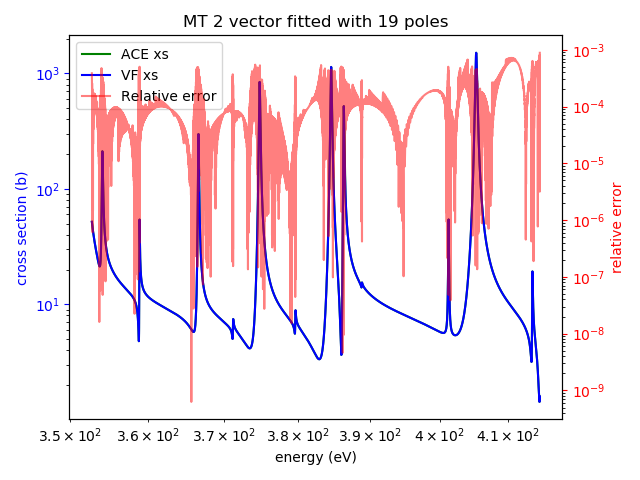 MT 2 vector fitted with 19 poles
ACE xs
VF xs
Relative error
cross section (b)
10³
10²
10¹
relative error
10⁻³
10⁻⁴
10⁻⁵
10⁻⁶
10⁻⁷
10⁻⁸
10⁻⁹
3.5 × 10² 3.6 × 10² 3.7 × 10² 3.8 × 10² 3.9 × 10² 4 × 10² 4.1 × 10²
energy (eV)